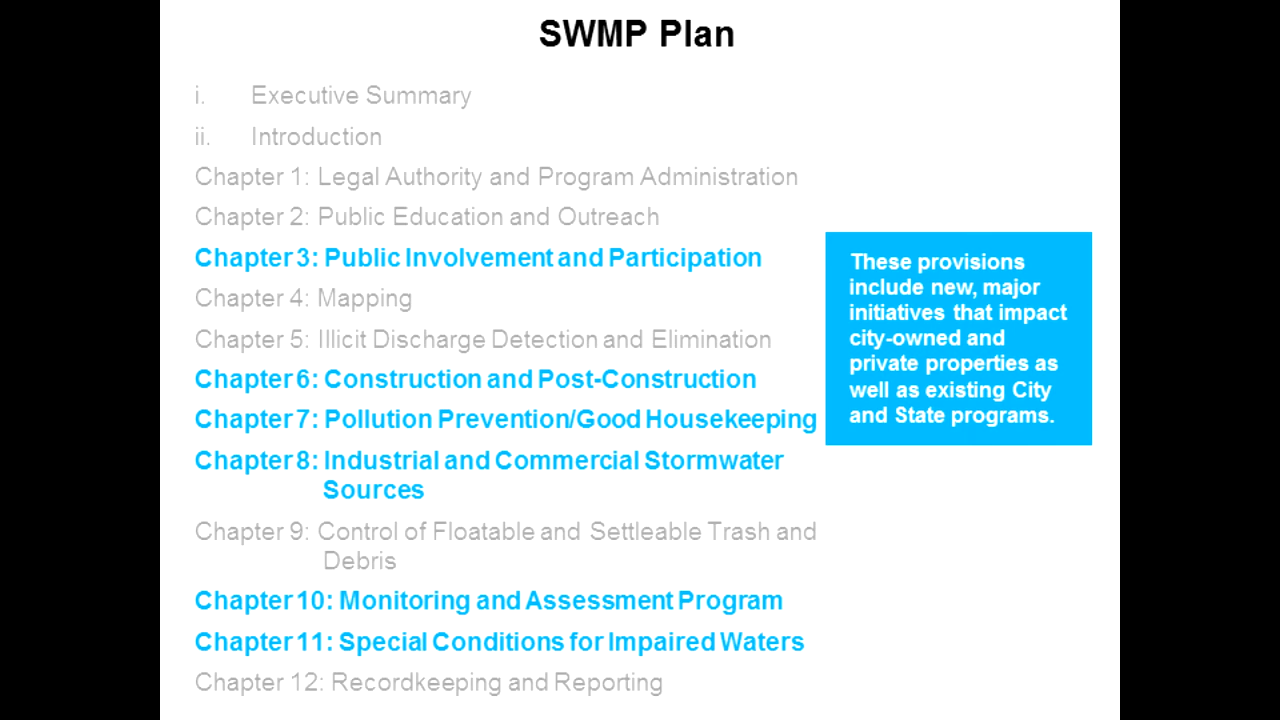 SWMP Plan
i. Executive Summary
ii. Introduction
Chapter 1: Legal Authority and Program Administration
Chapter 2: Public Education and Outreach
Chapter 3: Public Involvement and Participation
Chapter 4: Mapping
Chapter 5: Illicit Discharge Detection and Elimination
Chapter 6: Construction and Post-Construction
Chapter 7: Pollution Prevention/Good Housekeeping
Chapter 8: Industrial and Commercial Stormwater
Sources
Chapter 9: Control of Floatable and Settleable Trash and
Debris
Chapter 10: Monitoring and Assessment Program
Chapter 11: Special Conditions for Impaired Waters
Chapter 12: Recordkeeping and Reporting
These provisions
include new, major
initiatives that impact
city-owned and
private properties as
well as existing City
and State programs.